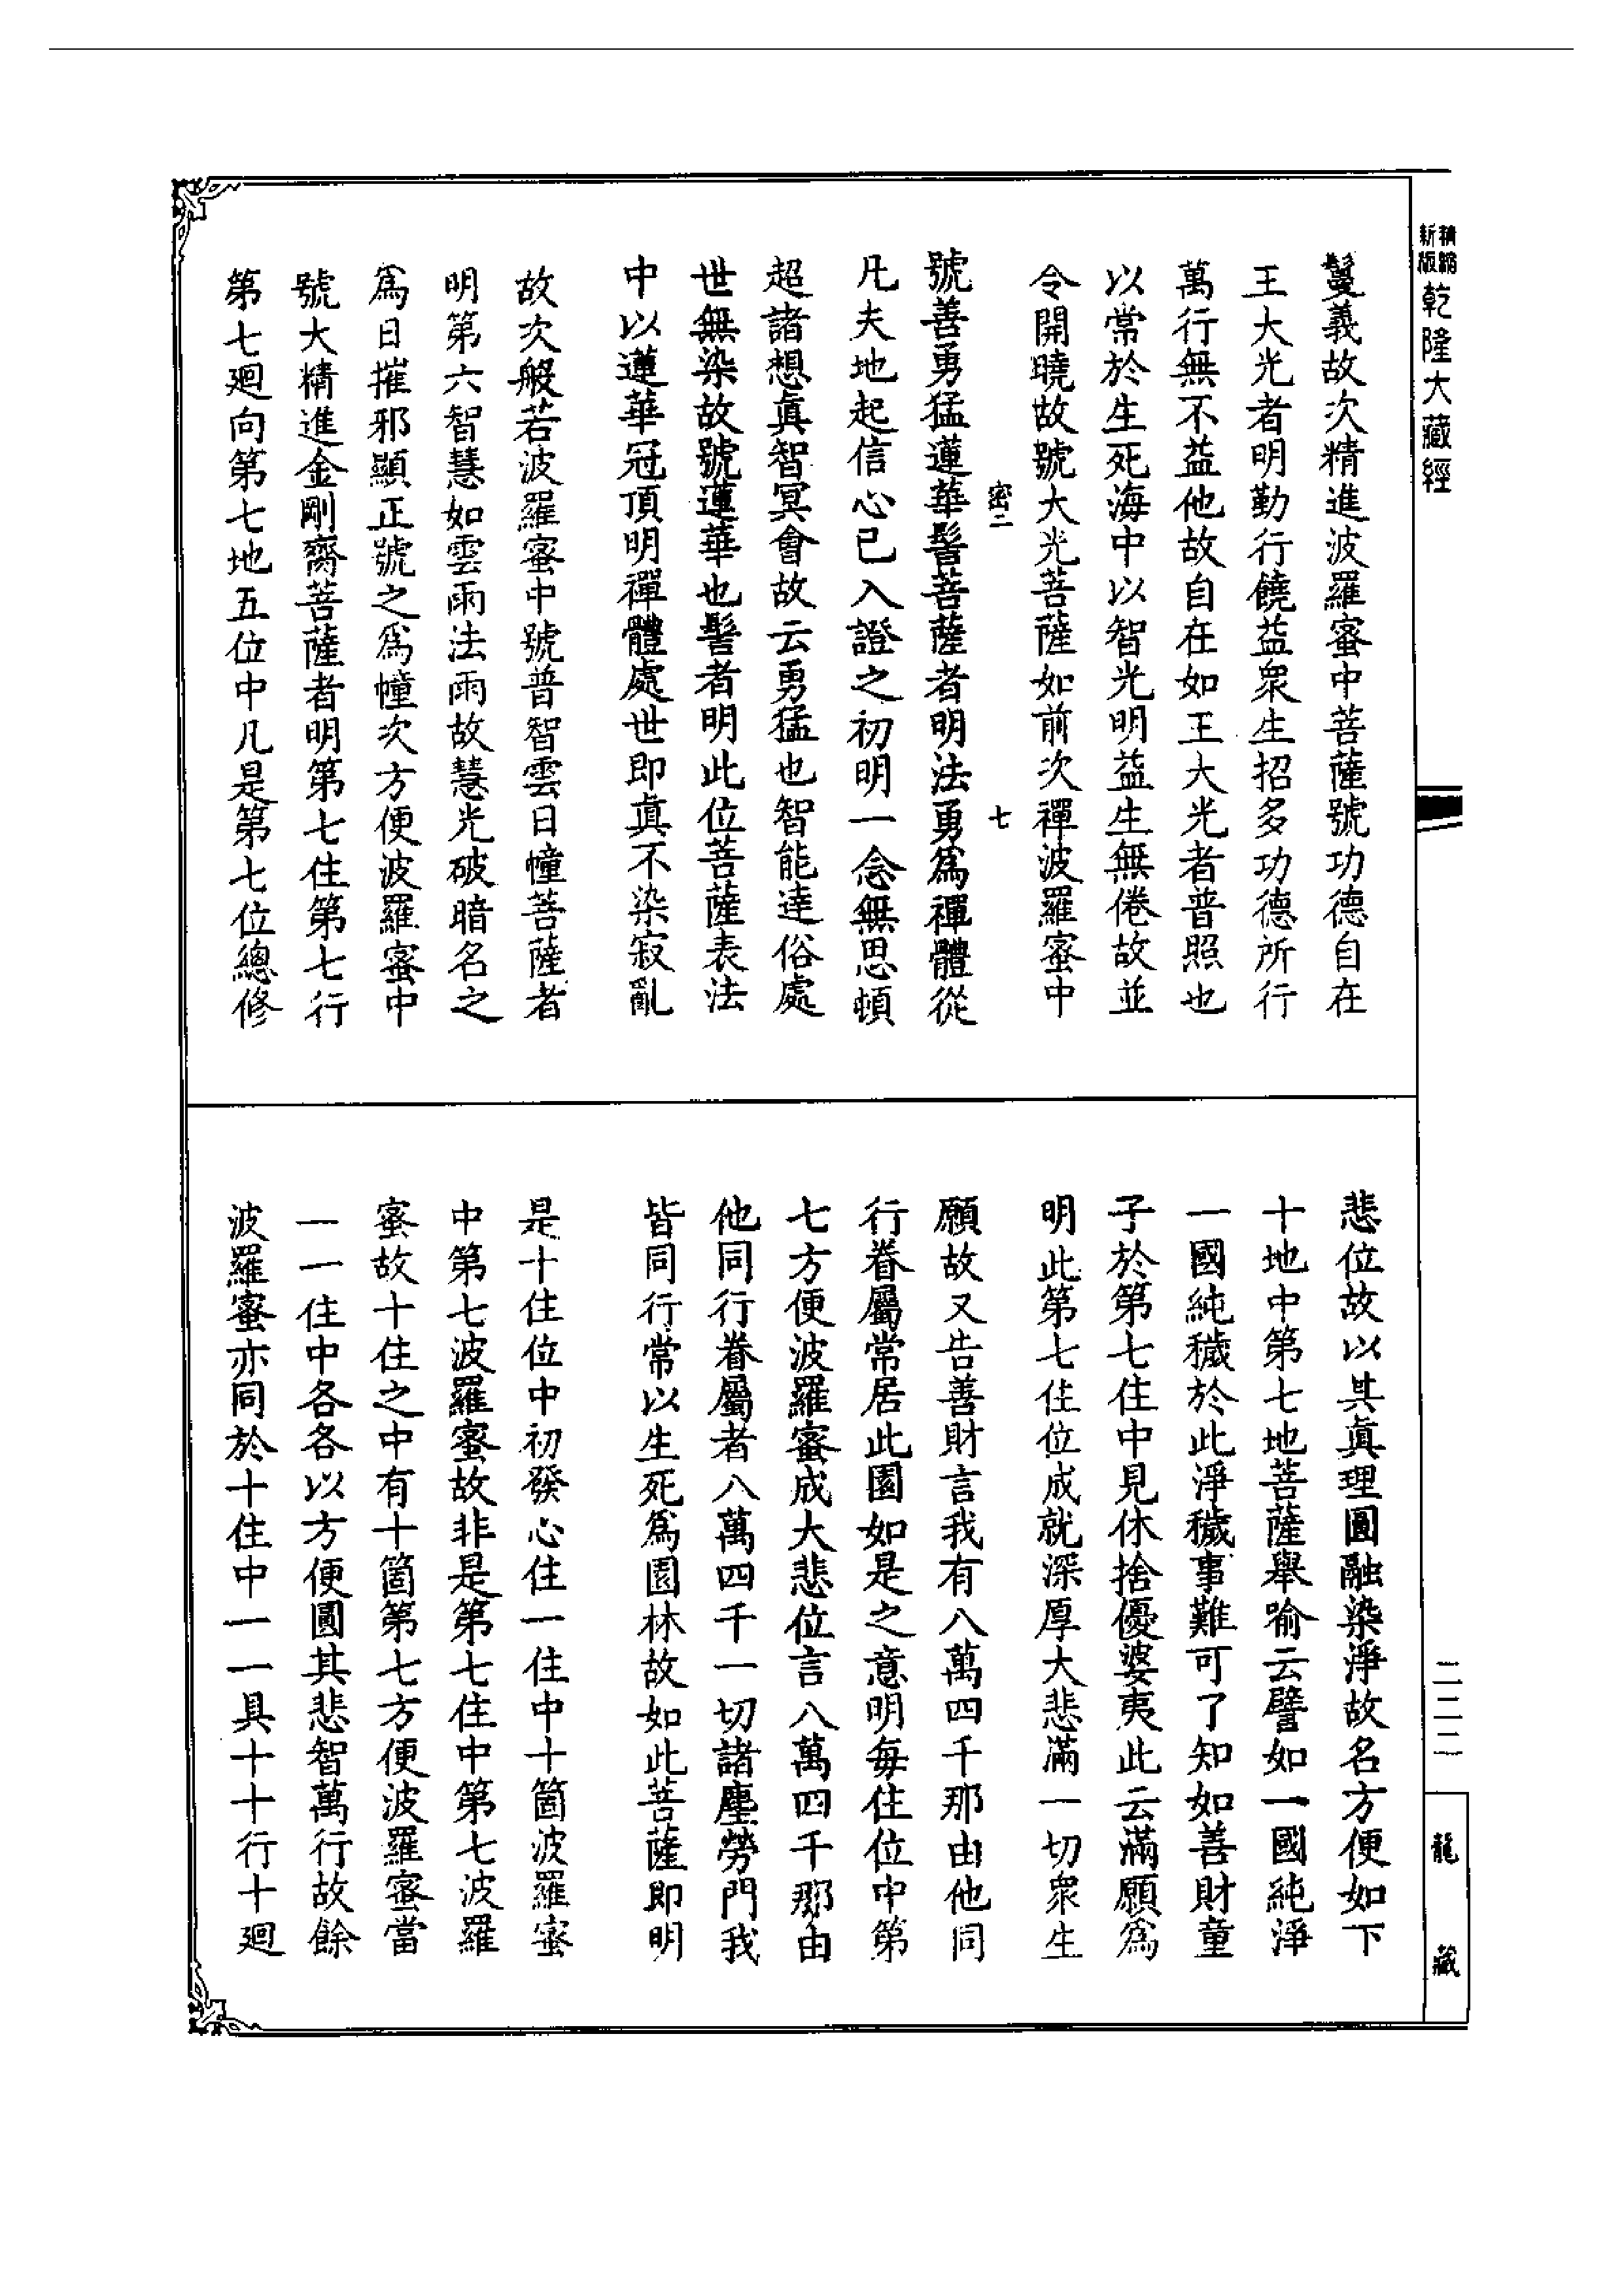 精縮新版乾隆大藏經
鬘義故次精進波羅蜜中菩薩號功德自在
王大光者明勤行饒益眾生招多功德所行
萬行無不益他故自在如王大光者普照也
以常於生死海中以智光明益生無倦故並
令開曉故號大光菩薩如前次禪波羅蜜中
密二 七
號善勇猛蓮華髻菩薩者明法勇爲禪體從
凡夫地起信心已入證之初明一念無思頓
超諸想眞智冥會故云勇猛也智能達俗處
世無染故號蓮華也髻者明此位菩薩表法
中以蓮華冠頂明禪體處世即眞不染寂亂
故次般若波羅蜜中號普智雲日幢菩薩者
明第六智慧如雲雨法雨故慧光破暗名之
爲日摧邪顯正號之爲幢次方便波羅蜜中
號大精進金剛齊菩薩者明第七住第七行
第七迴向第七地五位中凡是第七位總修
悲位故以其眞理圓融染淨故名方便如下
十地中第七地菩薩舉喻云譬如一國純淨
一國純穢於此淨穢事難可了知如善財童
子於第七住中見休捨優婆夷此云滿願爲
明此第七住位成就深厚大悲滿一切衆生
願故又告善財言我有八萬四千那由他同
行眷屬常居此園如是之意明每住位中第
七方便波羅蜜成大悲位言八萬四千那由
他同行眷屬者八萬四千一切諸塵勞門我
皆同行常以生死爲園林故如此菩薩即明
是十住位中初發心住一住中十箇波羅蜜
中第七波羅蜜故非是第七住中第七波羅
蜜故十住之中有十箇第七方便波羅蜜當
一一住中各各以方便圓其悲智萬行故餘
波羅蜜亦同於十住中一一具十十行十迴
二二二
龍藏